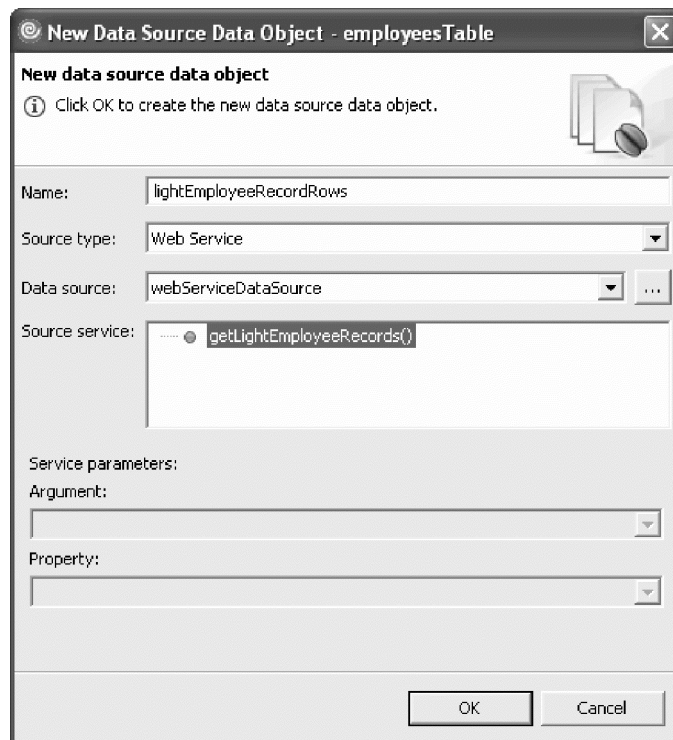 New Data Source Data Object - employeesTable
New data source data object
Click OK to create the new data source data object.
Name: lightEmployeeRecordRows
Source type: Web Service
Data source: webServiceDataSource ...
Source service: getLightEmployeeRecords()
Service parameters:
Argument:
Property:
OK Cancel